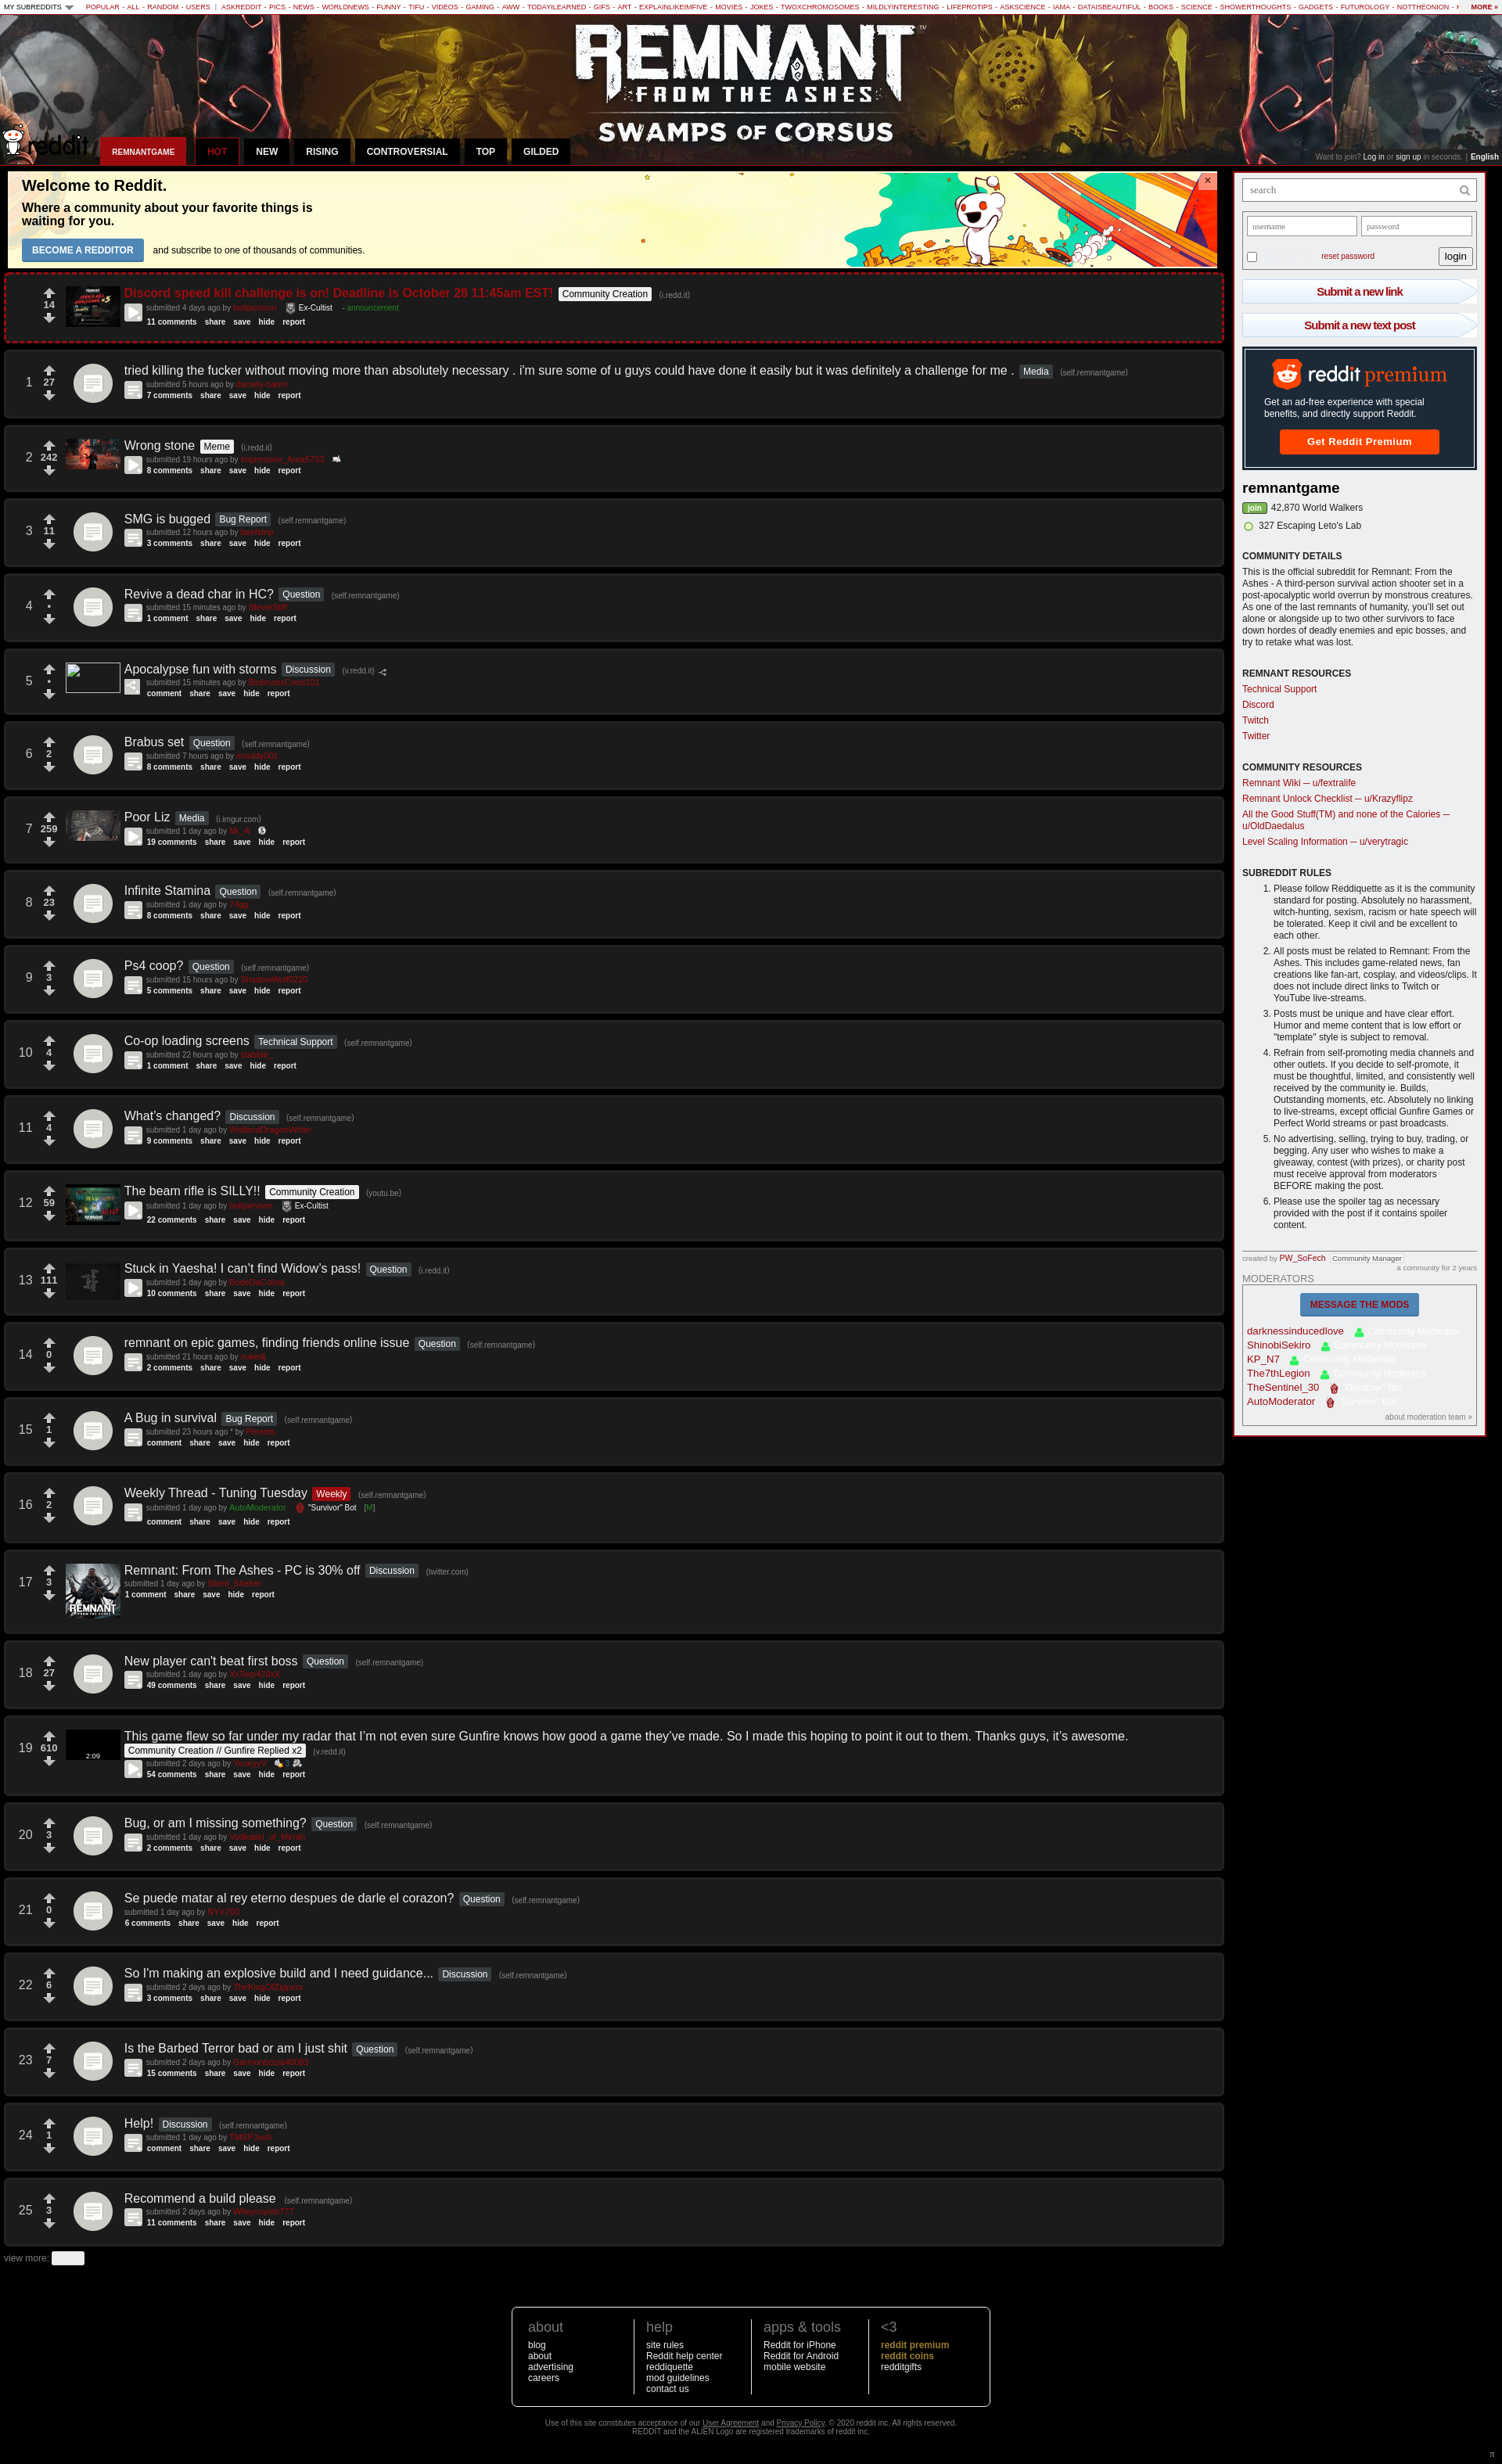 MY SUBREDDITS POPULAR - ALL - RANDOM - USERS | ASKREDDIT - PICS - NEWS - WORLDNEWS - FUNNY - TIFU - VIDEOS - GAMING - AWW - TODAYILEARNED - GIFS - ART - EXPLAINLIKEIMFIVE - MOVIES - JOKES - TWOXCHROMOSOMES - MILDLYINTERESTING - LIFEPROTIPS - ASKSCIENCE - IAMA - DATAISBEAUTIFUL - BOOKS - SCIENCE - SHOWERTHOUGHTS - GADGETS - FUTUROLOGY - NOTTHEONION - MORE »
REMNANT™
FROM THE ASHES
SWAMPS OF CORSUS
reddit REMNANTGAME HOT NEW RISING CONTROVERSIAL TOP GILDED
Want to join? Log in or sign up in seconds. | English
Welcome to Reddit.
Where a community about your favorite things is
waiting for you.
BECOME A REDDITOR and subscribe to one of thousands of communities.
14
Discord speed kill challenge is on! Deadline is October 28 11:45am EST! Community Creation (i.redd.it)
submitted 4 days ago by Ex-Cultist - announcement
11 comments share save hide report
1 27
tried killing the fucker without moving more than absolutely necessary . i'm sure some of u guys could have done it easily but it was definitely a challenge for me . Media (self.remnantgame)
submitted 5 hours ago by
7 comments share save hide report
2 242
Wrong stone Meme (i.redd.it)
submitted 19 hours ago by Impressive_Area5733
8 comments share save hide report
3 11
SMG is bugged Bug Report (self.remnantgame)
submitted 12 hours ago by
3 comments share save hide report
4 •
Revive a dead char in HC? Question (self.remnantgame)
submitted 15 minutes ago by
1 comment share save hide report
5 •
Apocalypse fun with storms Discussion (v.redd.it)
submitted 15 minutes ago by BirdmansCrest101
comment share save hide report
6 2
Brabus set Question (self.remnantgame)
submitted 7 hours ago by
8 comments share save hide report
7 259
Poor Liz Media (i.imgur.com)
submitted 1 day ago by Mr_A
19 comments share save hide report
8 23
Infinite Stamina Question (self.remnantgame)
submitted 1 day ago by
8 comments share save hide report
9 3
Ps4 coop? Question (self.remnantgame)
submitted 15 hours ago by ShadowWolf0220
5 comments share save hide report
10 4
Co-op loading screens Technical Support (self.remnantgame)
submitted 22 hours ago by
1 comment share save hide report
11 4
What's changed? Discussion (self.remnantgame)
submitted 1 day ago by WolfandDragonWriter
9 comments share save hide report
12 59
The beam rifle is SILLY!! Community Creation (youtu.be)
submitted 1 day ago by Ex-Cultist
22 comments share save hide report
13 111
Stuck in Yaesha! I can't find Widow's pass! Question (i.redd.it)
submitted 1 day ago by
10 comments share save hide report
14 0
remnant on epic games, finding friends online issue Question (self.remnantgame)
submitted 21 hours ago by
2 comments share save hide report
15 1
A Bug in survival Bug Report (self.remnantgame)
submitted 23 hours ago * by
comment share save hide report
16 2
Weekly Thread - Tuning Tuesday Weekly (self.remnantgame)
submitted 1 day ago by AutoModerator "Survivor" Bot [M]
comment share save hide report
17 3
Remnant: From The Ashes - PC is 30% off Discussion (twitter.com)
submitted 1 day ago by
1 comment share save hide report
18 27
New player can't beat first boss Question (self.remnantgame)
submitted 1 day ago by
49 comments share save hide report
19 610 2:09
This game flew so far under my radar that I'm not even sure Gunfire knows how good a game they've made. So I made this hoping to point it out to them. Thanks guys, it's awesome.
Community Creation // Gunfire Replied x2 (v.redd.it)
submitted 2 days ago by 3
54 comments share save hide report
20 3
Bug, or am I missing something? Question (self.remnantgame)
submitted 1 day ago by
2 comments share save hide report
21 0
Se puede matar al rey eterno despues de darle el corazon? Question (self.remnantgame)
submitted 1 day ago by NYX700
6 comments share save hide report
22 6
So I'm making an explosive build and I need guidance... Discussion (self.remnantgame)
submitted 2 days ago by
3 comments share save hide report
23 7
Is the Barbed Terror bad or am I just shit Question (self.remnantgame)
submitted 2 days ago by
15 comments share save hide report
24 1
Help! Discussion (self.remnantgame)
submitted 1 day ago by TMSPJosh
comment share save hide report
25 3
Recommend a build please (self.remnantgame)
submitted 2 days ago by
11 comments share save hide report
view more:
search
username password
reset password login
Submit a new link
Submit a new text post
reddit premium
Get an ad-free experience with special
benefits, and directly support Reddit.
Get Reddit Premium
remnantgame
join 42,870 World Walkers
327 Escaping Leto's Lab
COMMUNITY DETAILS
This is the official subreddit for Remnant: From the
Ashes - A third-person survival action shooter set in a
post-apocalyptic world overrun by monstrous creatures.
As one of the last remnants of humanity, you'll set out
alone or alongside up to two other survivors to face
down hordes of deadly enemies and epic bosses, and
try to retake what was lost.
REMNANT RESOURCES
Technical Support
Discord
Twitch
Twitter
COMMUNITY RESOURCES
Remnant Wiki ─ u/fextralife
Remnant Unlock Checklist ─ u/Krazyflipz
All the Good Stuff(TM) and none of the Calories ─
u/OldDaedalus
Level Scaling Information ─ u/verytragic
SUBREDDIT RULES
1. Please follow Reddiquette as it is the community
standard for posting. Absolutely no harassment,
witch-hunting, sexism, racism or hate speech will
be tolerated. Keep it civil and be excellent to
each other.
2. All posts must be related to Remnant: From the
Ashes. This includes game-related news, fan
creations like fan-art, cosplay, and videos/clips. It
does not include direct links to Twitch or
YouTube live-streams.
3. Posts must be unique and have clear effort.
Humor and meme content that is low effort or
"template" style is subject to removal.
4. Refrain from self-promoting media channels and
other outlets. If you decide to self-promote, it
must be thoughtful, limited, and consistently well
received by the community ie. Builds,
Outstanding moments, etc. Absolutely no linking
to live-streams, except official Gunfire Games or
Perfect World streams or past broadcasts.
5. No advertising, selling, trying to buy, trading, or
begging. Any user who wishes to make a
giveaway, contest (with prizes), or charity post
must receive approval from moderators
BEFORE making the post.
6. Please use the spoiler tag as necessary
provided with the post if it contains spoiler
content.
created by PW_SoFech Community Manager
a community for 2 years
MODERATORS
MESSAGE THE MODS
darknessinducedlove Community Moderator
ShinobiSekiro Community Moderator
KP_N7 Community Moderator
The7thLegion Community Moderator
TheSentinel_30 Bot
AutoModerator "Survivor" Bot
about moderation team »
about
blog
about
advertising
careers
help
site rules
Reddit help center
reddiquette
mod guidelines
contact us
apps & tools
Reddit for iPhone
Reddit for Android
mobile website
<3
reddit premium
reddit coins
redditgifts
Use of this site constitutes acceptance of our User Agreement and Privacy Policy. © 2020 reddit inc. All rights reserved.
REDDIT and the ALIEN Logo are registered trademarks of reddit inc.
π